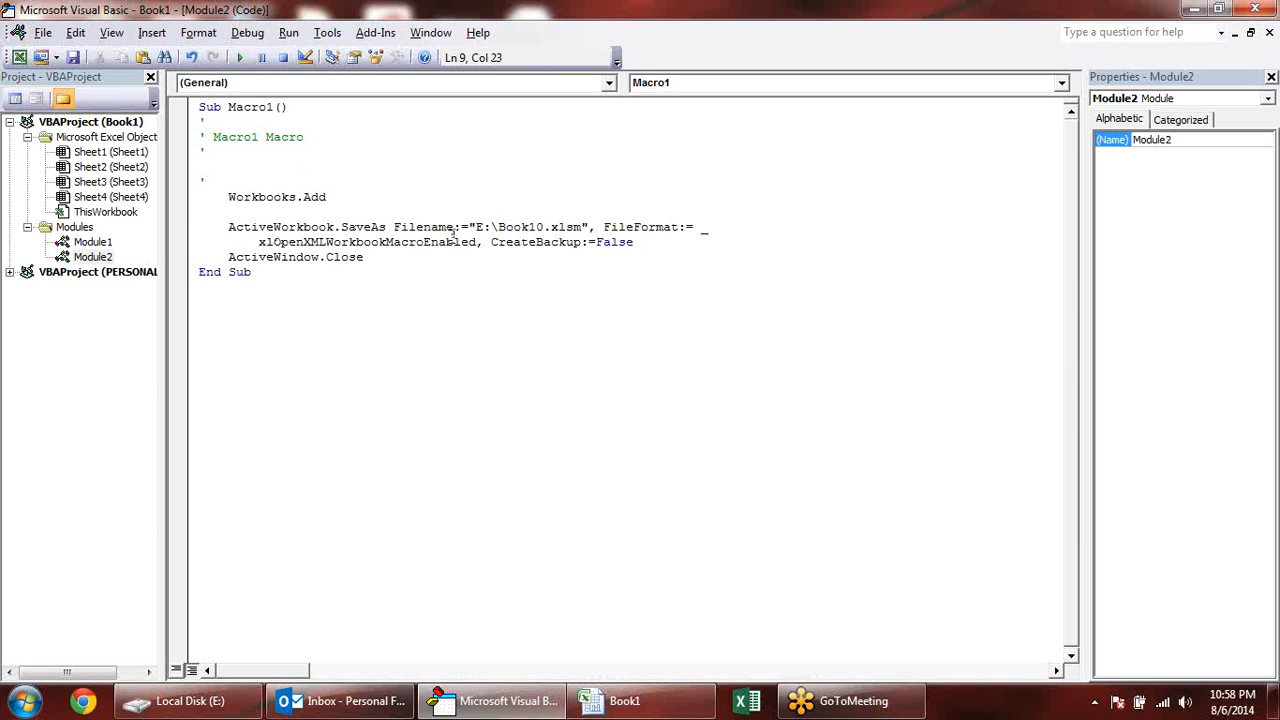 Microsoft Visual Basic - Book1 - [Module2 (Code)]
File Edit View Insert Format Debug Run Tools Add-Ins Window Help
Type a question for help
Ln 9, Col 23
Project - VBAProject
(General)
Macro1
Properties - Module2
VBAProject (Book1)
Microsoft Excel Object
Sheet1 (Sheet1)
Sheet2 (Sheet2)
Sheet3 (Sheet3)
Sheet4 (Sheet4)
ThisWorkbook
Modules
Module1
Module2
VBAProject (PERSONAL
Sub Macro1()
'
' Macro1 Macro
'
'
Workbooks.Add
ActiveWorkbook.SaveAs Filename:="E:\Book10.xlsm", FileFormat:= _
xlOpenXMLWorkbookMacroEnabled, CreateBackup:=False
ActiveWindow.Close
End Sub
Module2 Module
Alphabetic Categorized
(Name) Module2
Local Disk (E:)
Inbox - Personal F...
Microsoft Visual B...
Book1
GoToMeeting
10:58 PM
8/6/2014